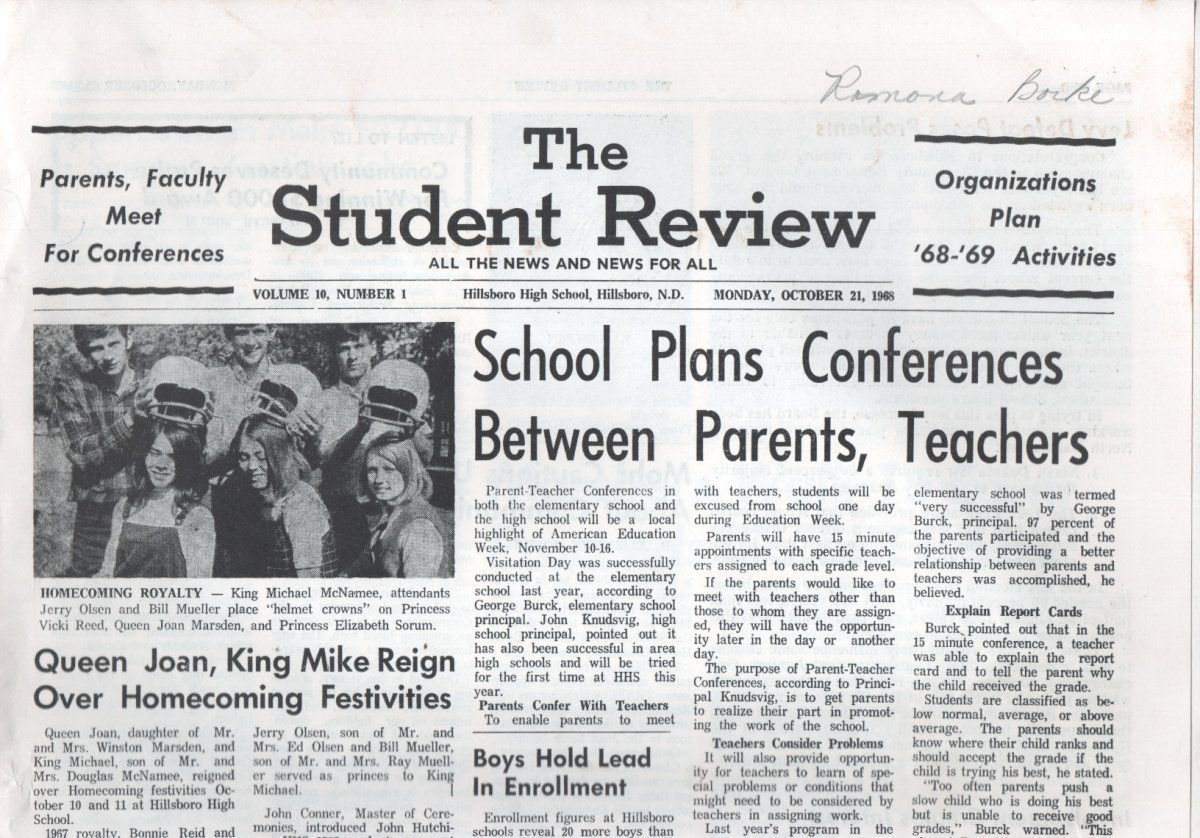 Ramona Borke
Parents, Faculty
Meet
For Conferences
The
Student Review
ALL THE NEWS AND NEWS FOR ALL
Organizations
Plan
'68-'69 Activities
VOLUME 10, NUMBER 1 Hillsboro High School, Hillsboro, N.D. MONDAY, OCTOBER 21, 1968
HOMECOMING ROYALTY — King Michael McNamee, attendants
Jerry Olsen and Bill Mueller place "helmet crowns" on Princess
Vicki Reed, Queen Joan Marsden, and Princess Elizabeth Sorum.
Queen Joan, King Mike Reign
Over Homecoming Festivities
Queen Joan, daughter of Mr.
and Mrs. Winston Marsden, and
King Michael, son of Mr. and
Mrs. Douglas McNamee, reigned
over Homecoming festivities Oc-
tober 10 and 11 at Hillsboro High
School.
1967 royalty, Bonnie Reid and
Jerry Olsen, son of Mr. and
Mrs. Ed Olsen and Bill Mueller,
son of Mr. and Mrs. Ray Muell-
er served as princes to King
Michael.
John Conner, Master of Cere-
monies, introduced John Hutchi-
School Plans Conferences
Between Parents, Teachers
Parent-Teacher Conferences in
both the elementary school and
the high school will be a local
highlight of American Education
Week, November 10-16.
Visitation Day was successfully
conducted at the elementary
school last year, according to
George Burck, elementary school
principal. John Knudsvig, high
school principal, pointed out it
has also been successful in area
high schools and will be tried
for the first time at HHS this
year.
Parents Confer With Teachers
To enable parents to meet
Boys Hold Lead
In Enrollment
Enrollment figures at Hillsboro
schools reveal 20 more boys than
with teachers, students will be
excused from school one day
during Education Week.
Parents will have 15 minute
appointments with specific teach-
ers assigned to each grade level.
If the parents would like to
meet with teachers other than
those to whom they are assign-
ed, they will have the opportun-
ity later in the day or another
day.
The purpose of Parent-Teacher
Conferences, according to Princi-
pal Knudsvig, is to get parents
to realize their part in promot-
ing the work of the school.
Teachers Consider Problems
It will also provide opportun-
ity for teachers to learn of spe-
cial problems or conditions that
might need to be considered by
teachers in assigning work.
Last year's program in the
elementary school was termed
"very successful" by George
Burck, principal. 97 percent of
the parents participated and the
objective of providing a better
relationship between parents and
teachers was accomplished, he
believed.
Explain Report Cards
Burck pointed out that in the
15 minute conference, a teacher
was able to explain the report
card and to tell the parent why
the child received the grade.
Students are classified as be-
low normal, average, or above
average. The parents should
know where their child ranks and
should accept the grade if the
child is trying his best, he stated.
"Too often parents push a
slow child who is doing his best
but is unable to receive good
grades," Burck warned. "This